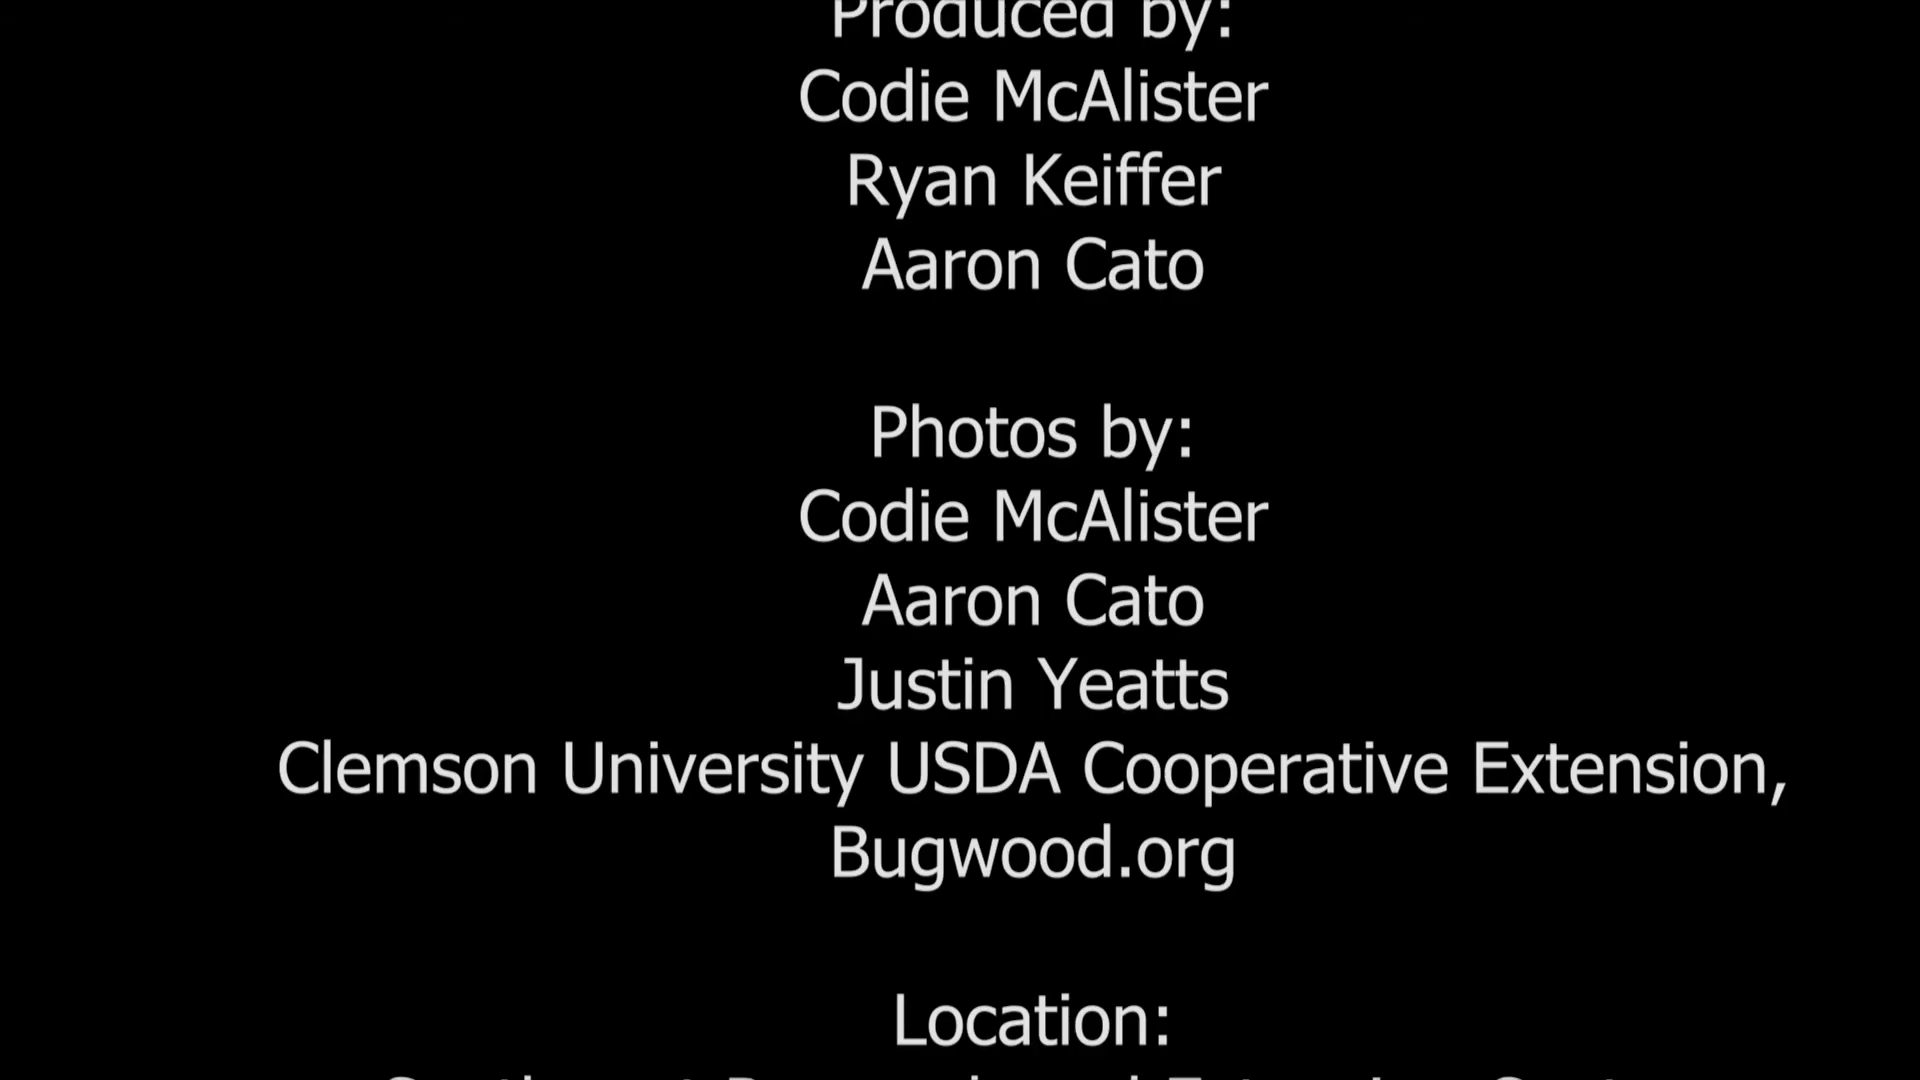 Produced by:
Codie McAlister
Ryan Keiffer
Aaron Cato
Photos by:
Codie McAlister
Aaron Cato
Justin Yeatts
Clemson University USDA Cooperative Extension,
Bugwood.org
Location: